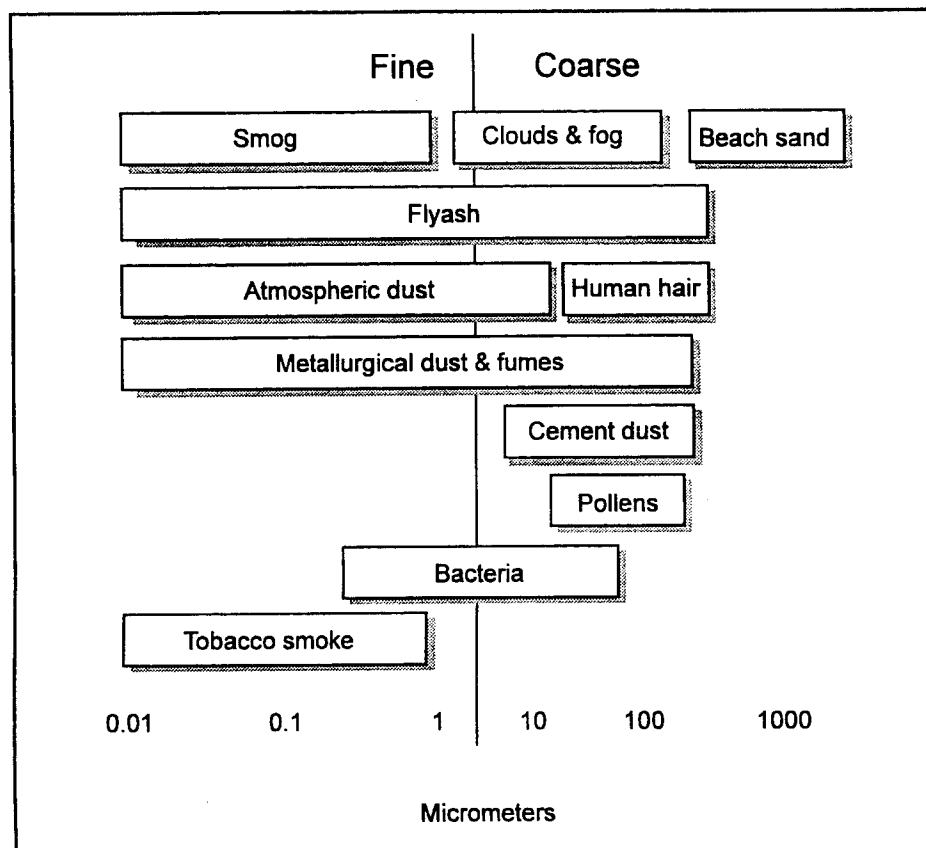 Fine Coarse
Smog Clouds & fog Beach sand
Flyash
Atmospheric dust Human hair
Metallurgical dust & fumes
Cement dust
Pollens
Bacteria
Tobacco smoke
0.01 0.1 1 10 100 1000
Micrometers